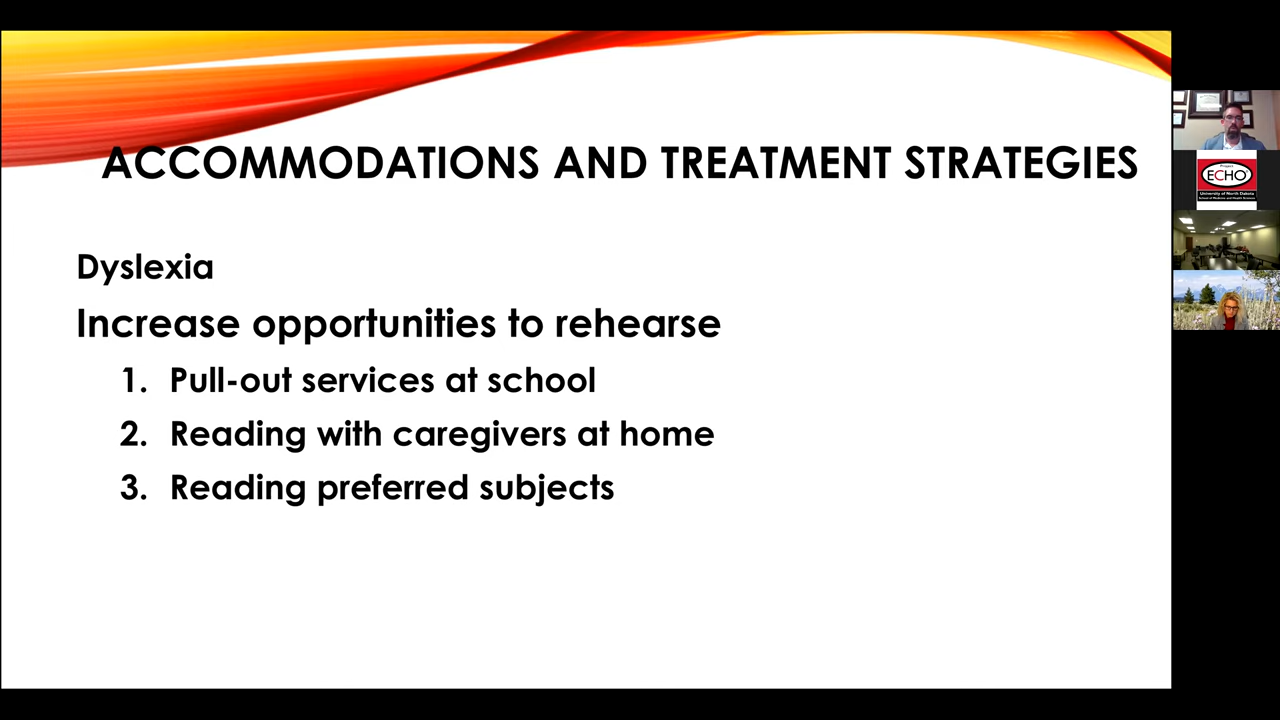 ACCOMMODATIONS AND TREATMENT STRATEGIES
Dyslexia
Increase opportunities to rehearse
1. Pull-out services at school
2. Reading with caregivers at home
3. Reading preferred subjects
Project
ECHO
University of North Dakota
School of Medicine and Health Sciences